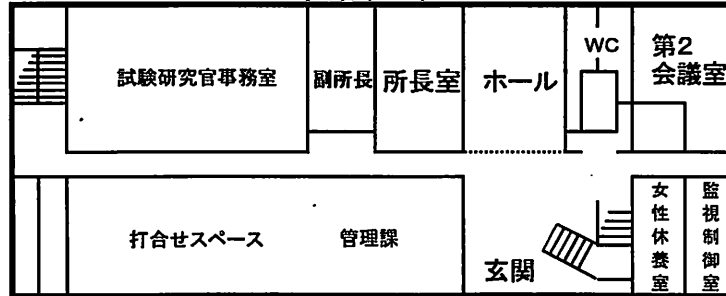 試験研究官事務室
副所長
所長室
ホール
WC
第2
会議室
打合せスペース
管理課
玄関
女性休養室
監視制御室